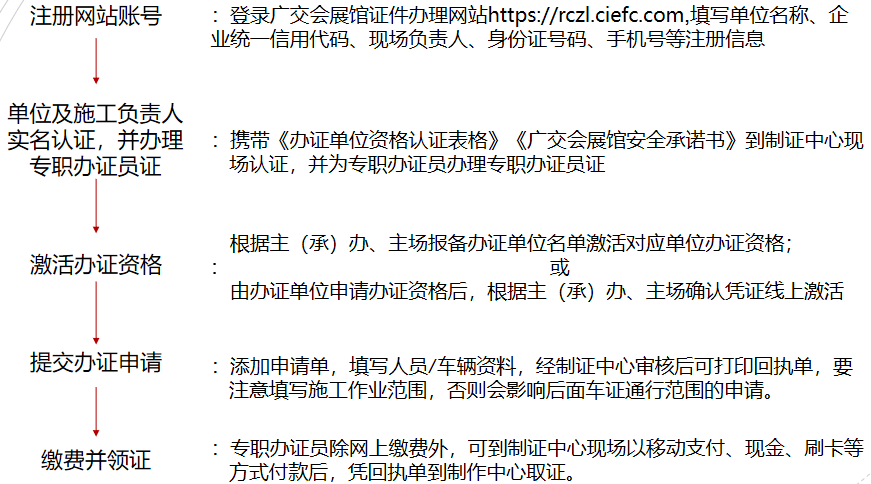 注册网站账号
：登录广交会展馆证件办理网站https://rczl.ciefc.com,填写单位名称、企
业统一信用代码、现场负责人、身份证号码、手机号等注册信息
单位及施工负责人
实名认证，并办理
专职办证员证
：携带《办证单位资格认证表格》《广交会展馆安全承诺书》到制证中心现
场认证，并为专职办证员办理专职办证员证
激活办证资格
根据主（承）办、主场报备办证单位名单激活对应单位办证资格；
：或
由办证单位申请办证资格后，根据主（承）办、主场确认凭证线上激活
提交办证申请
：添加申请单，填写人员/车辆资料，经制证中心审核后可打印回执单，要
注意填写施工作业范围，否则会影响后面车证通行范围的申请。
缴费并领证
：专职办证员除网上缴费外，可到制证中心现场以移动支付、现金、刷卡等
方式付款后，凭回执单到制作中心取证。